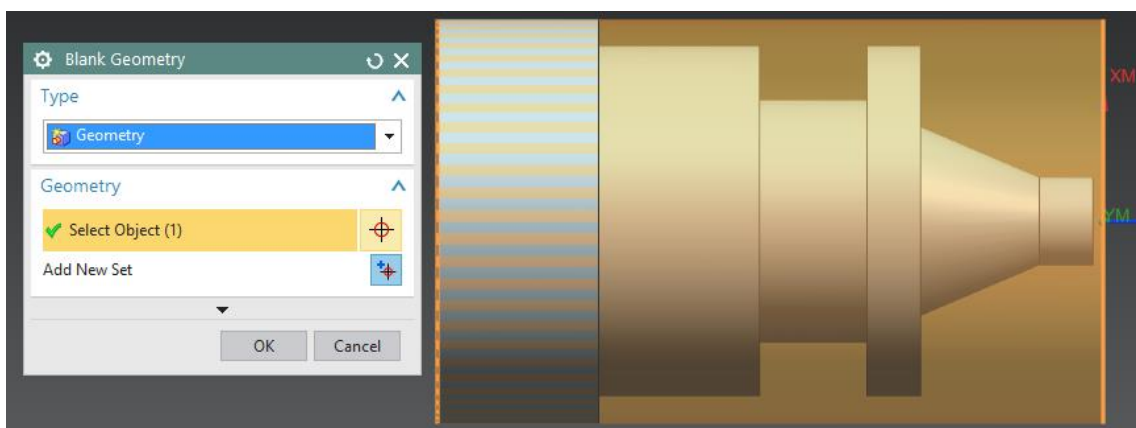 Blank Geometry
Type
Geometry
Geometry
Select Object (1)
Add New Set
OK
Cancel
XM
YM